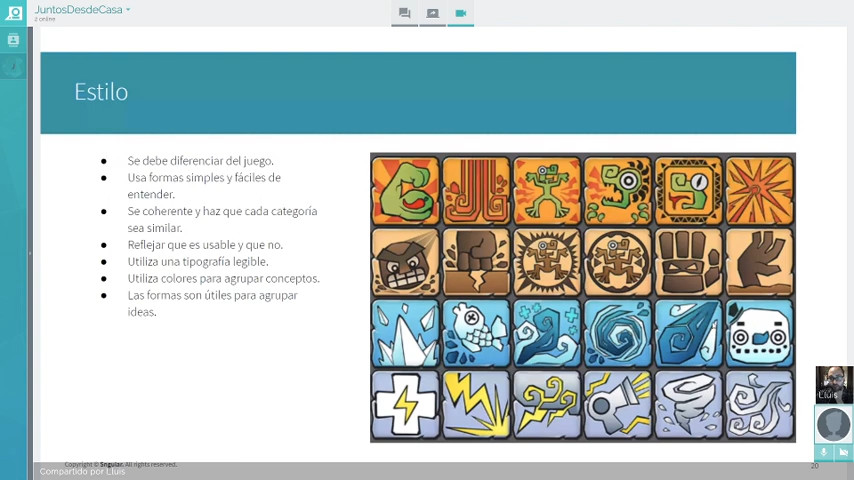 JuntosDesdeCasa
2 online
Estilo
● Se debe diferenciar del juego.
● Usa formas simples y fáciles de
entender.
● Se coherente y haz que cada categoría
sea similar.
● Reflejar que es usable y que no.
● Utiliza una tipografía legible.
● Utiliza colores para agrupar conceptos.
● Las formas son útiles para agrupar
ideas.
Lluis
Copyright © Sngular. All rights reserved.
20
Compartido por Lluis